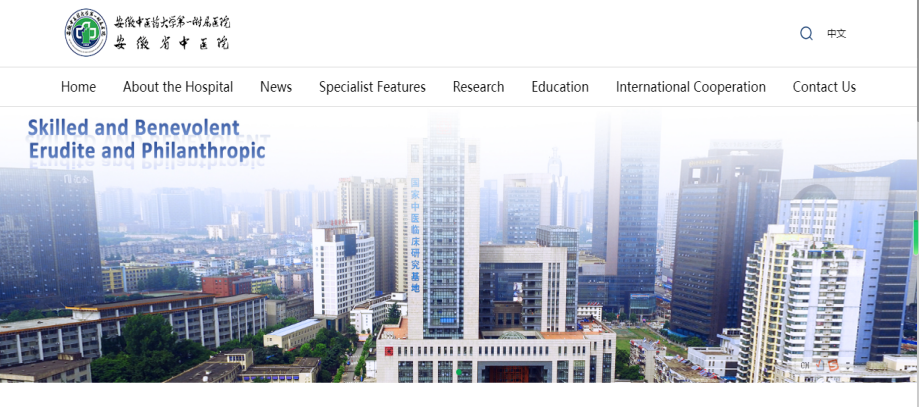 安徽中医药大学第一附属医院
安徽省中医院
中文
Home About the Hospital News Specialist Features Research Education International Cooperation Contact Us
Skilled and Benevolent
Erudite and Philanthropic
国家中医临床研究基地
CH
S